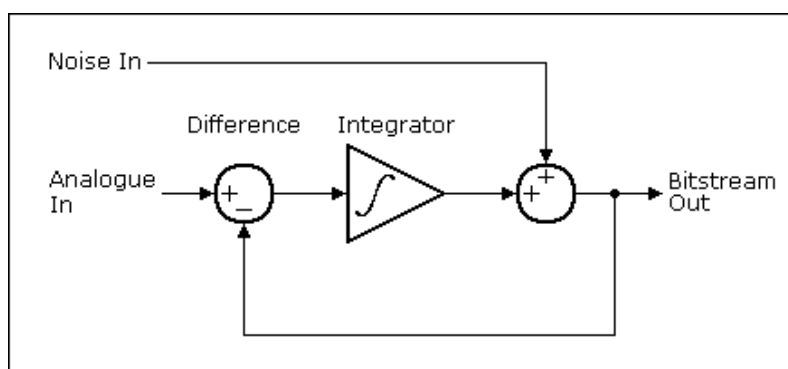 Noise In
Difference
Integrator
Analogue
In
+
−
∫
+
+
Bitstream
Out